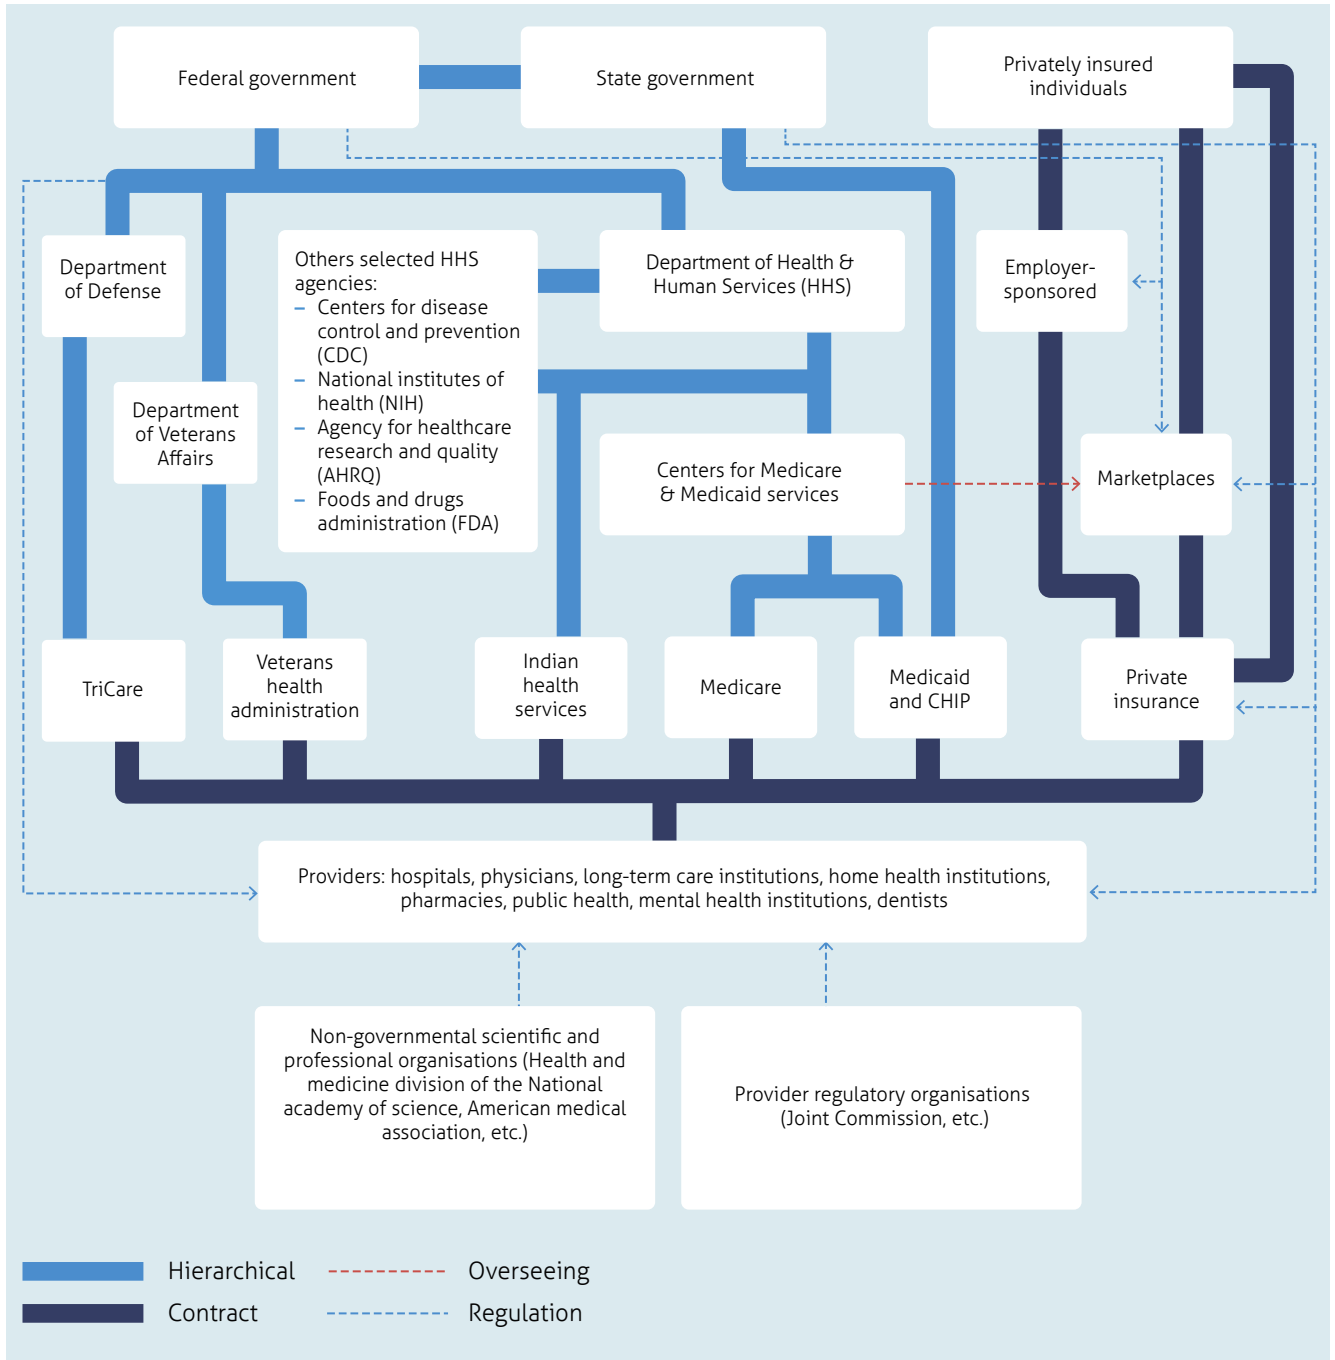 Federal government
State government
Privately insured
individuals
Department
of Defense
Others selected HHS
agencies:
– Centers for disease
control and prevention
(CDC)
– National institutes of
health (NIH)
– Agency for healthcare
research and quality
(AHRQ)
– Foods and drugs
administration (FDA)
Department of Health &
Human Services (HHS)
Employer-
sponsored
Department
of Veterans
Affairs
Centers for Medicare
& Medicaid services
Marketplaces
TriCare
Veterans
health
administration
Indian
health
services
Medicare
Medicaid
and CHIP
Private
insurance
Providers: hospitals, physicians, long-term care institutions, home health institutions,
pharmacies, public health, mental health institutions, dentists
Non-governmental scientific and
professional organisations (Health and
medicine division of the National
academy of science, American medical
association, etc.)
Provider regulatory organisations
(Joint Commission, etc.)
Hierarchical
Overseeing
Contract
Regulation